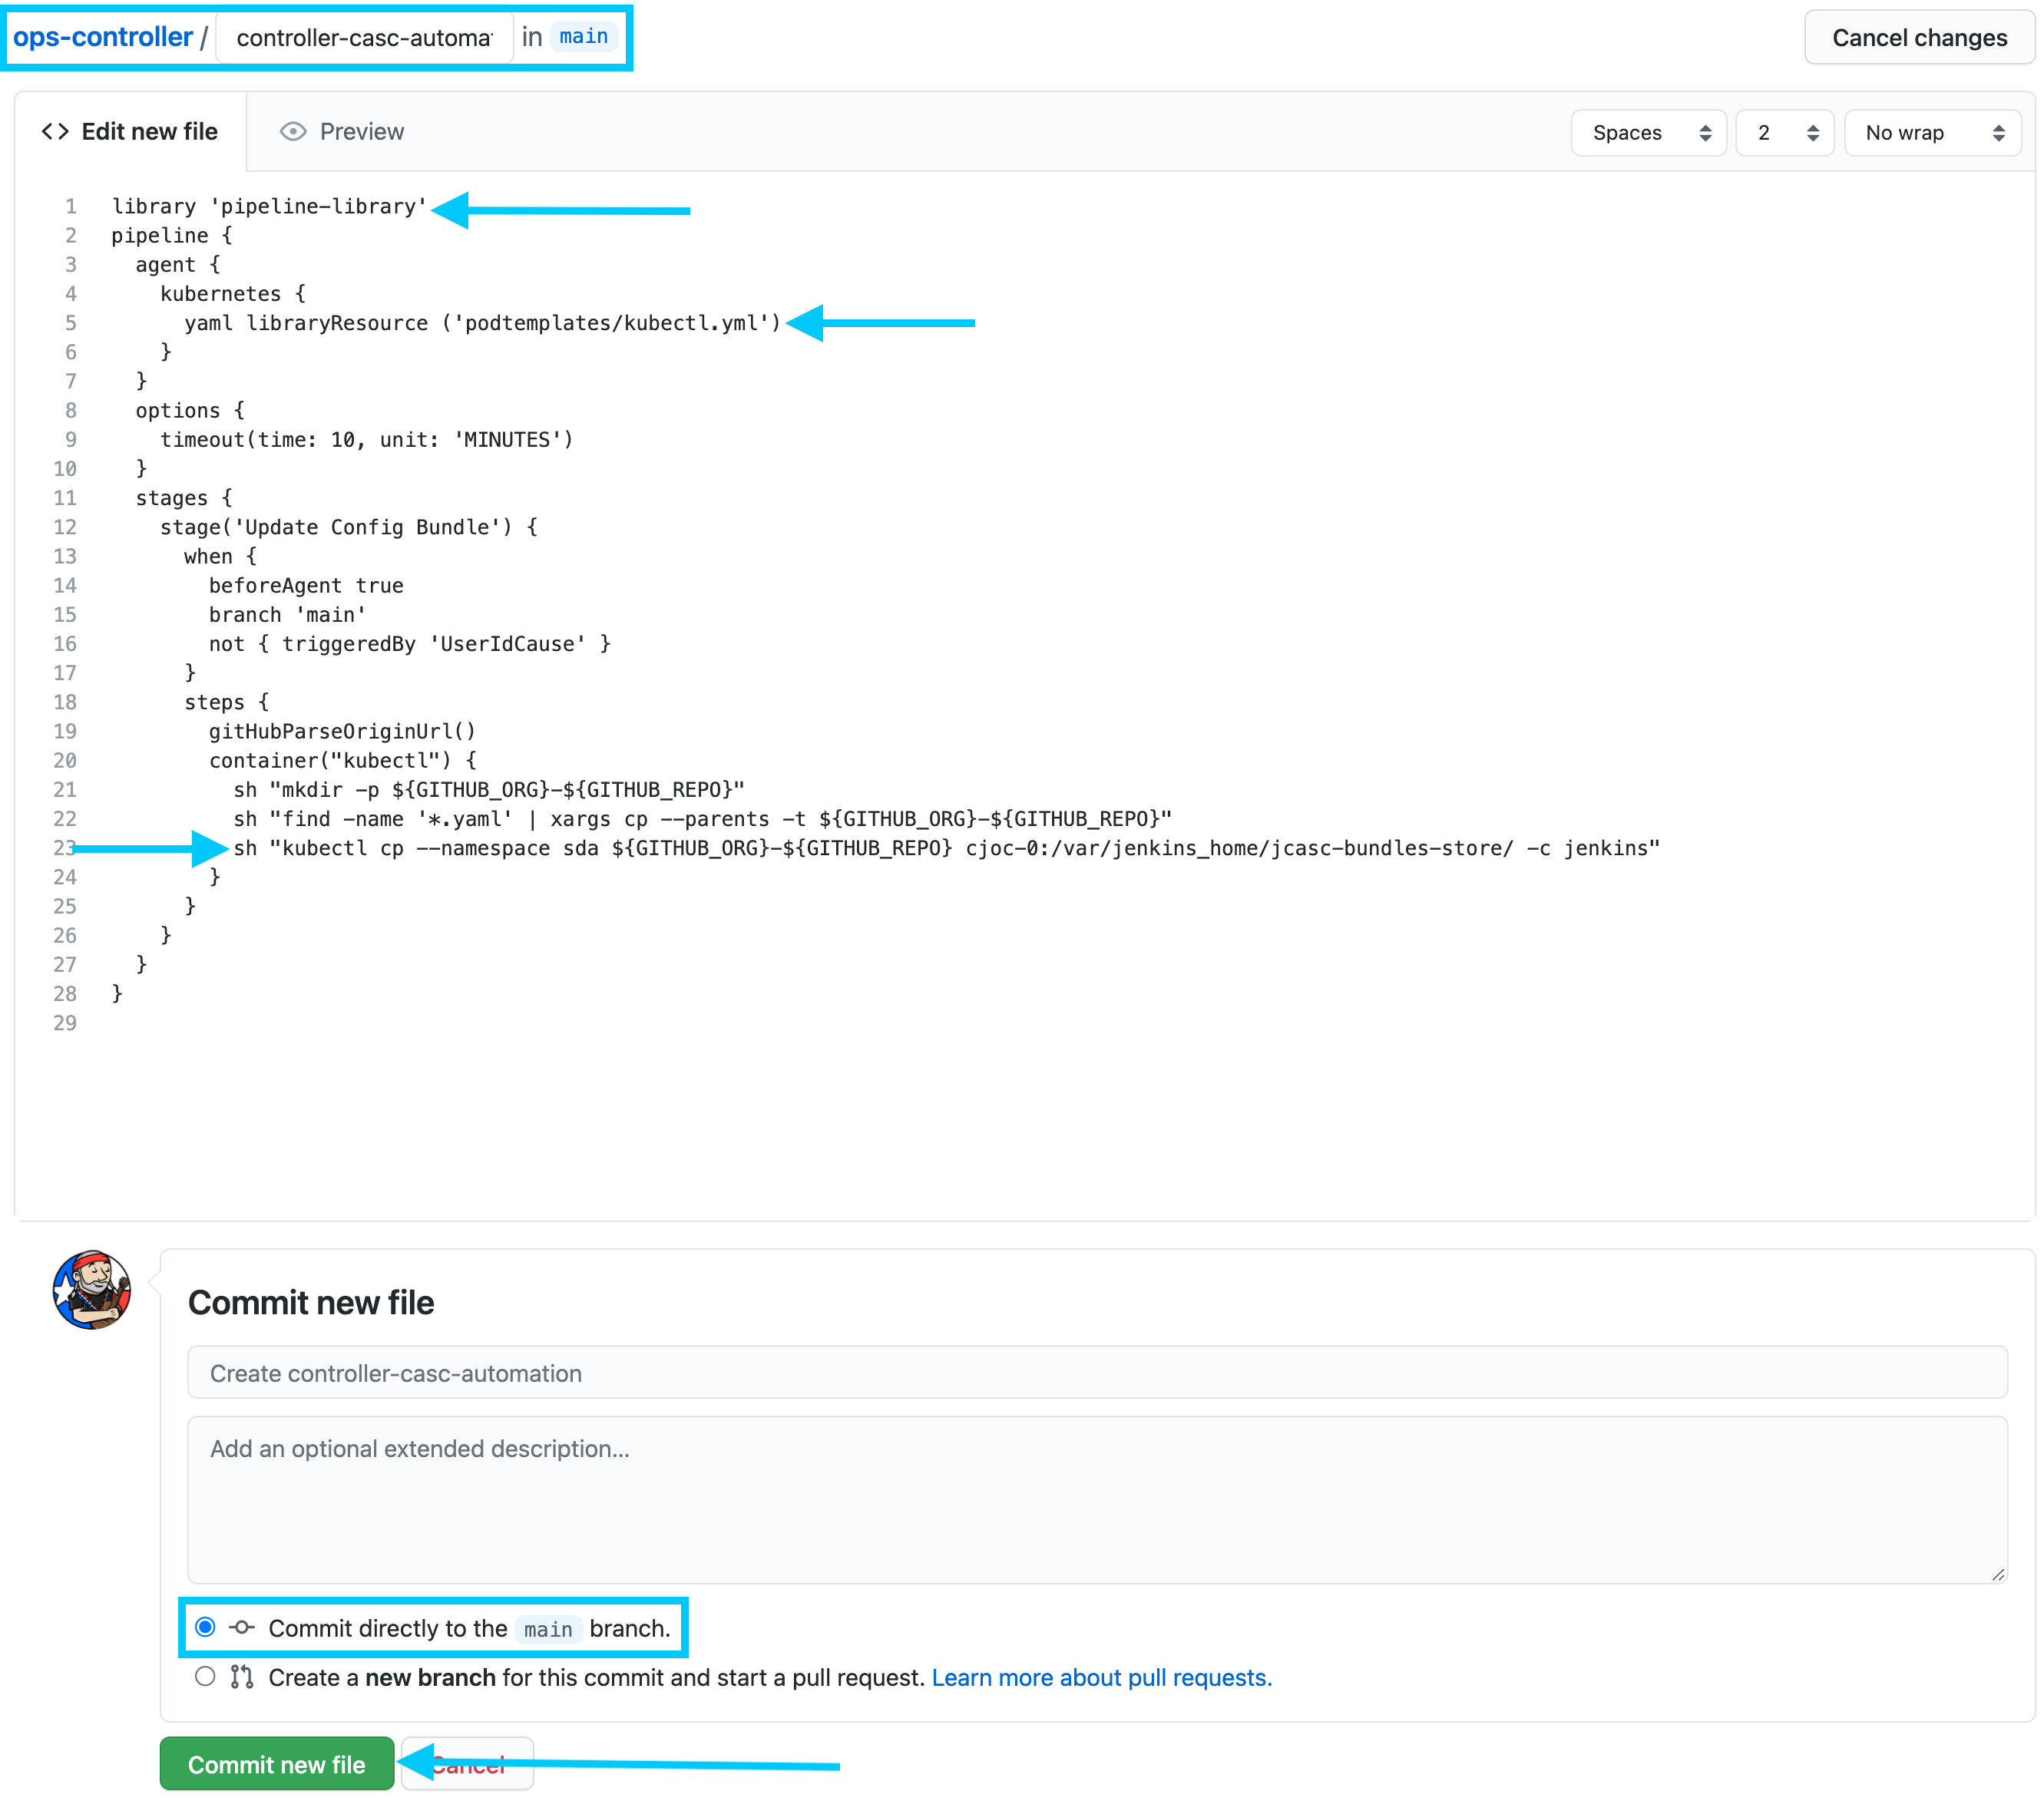 ops-controller / controller-casc-automa in main
Cancel changes
Edit new file
Preview
Spaces
2
No wrap
1 library 'pipeline-library'
2 pipeline {
3   agent {
4     kubernetes {
5       yaml libraryResource ('podtemplates/kubectl.yml')
6     }
7   }
8   options {
9     timeout(time: 10, unit: 'MINUTES')
10   }
11   stages {
12     stage('Update Config Bundle') {
13       when {
14         beforeAgent true
15         branch 'main'
16         not { triggeredBy 'UserIdCause' }
17       }
18       steps {
19         gitHubParseOriginUrl()
20         container("kubectl") {
21           sh "mkdir -p ${GITHUB_ORG}-${GITHUB_REPO}"
22           sh "find -name '*.yaml' | xargs cp --parents -t ${GITHUB_ORG}-${GITHUB_REPO}"
23           sh "kubectl cp --namespace sda ${GITHUB_ORG}-${GITHUB_REPO} cjoc-0:/var/jenkins_home/jcasc-bundles-store/ -c jenkins"
24         }
25       }
26     }
27   }
28 }
29
Commit new file
Create controller-casc-automation
Add an optional extended description...
Commit directly to the main branch.
Create a new branch for this commit and start a pull request. Learn more about pull requests.
Commit new file
Cancel